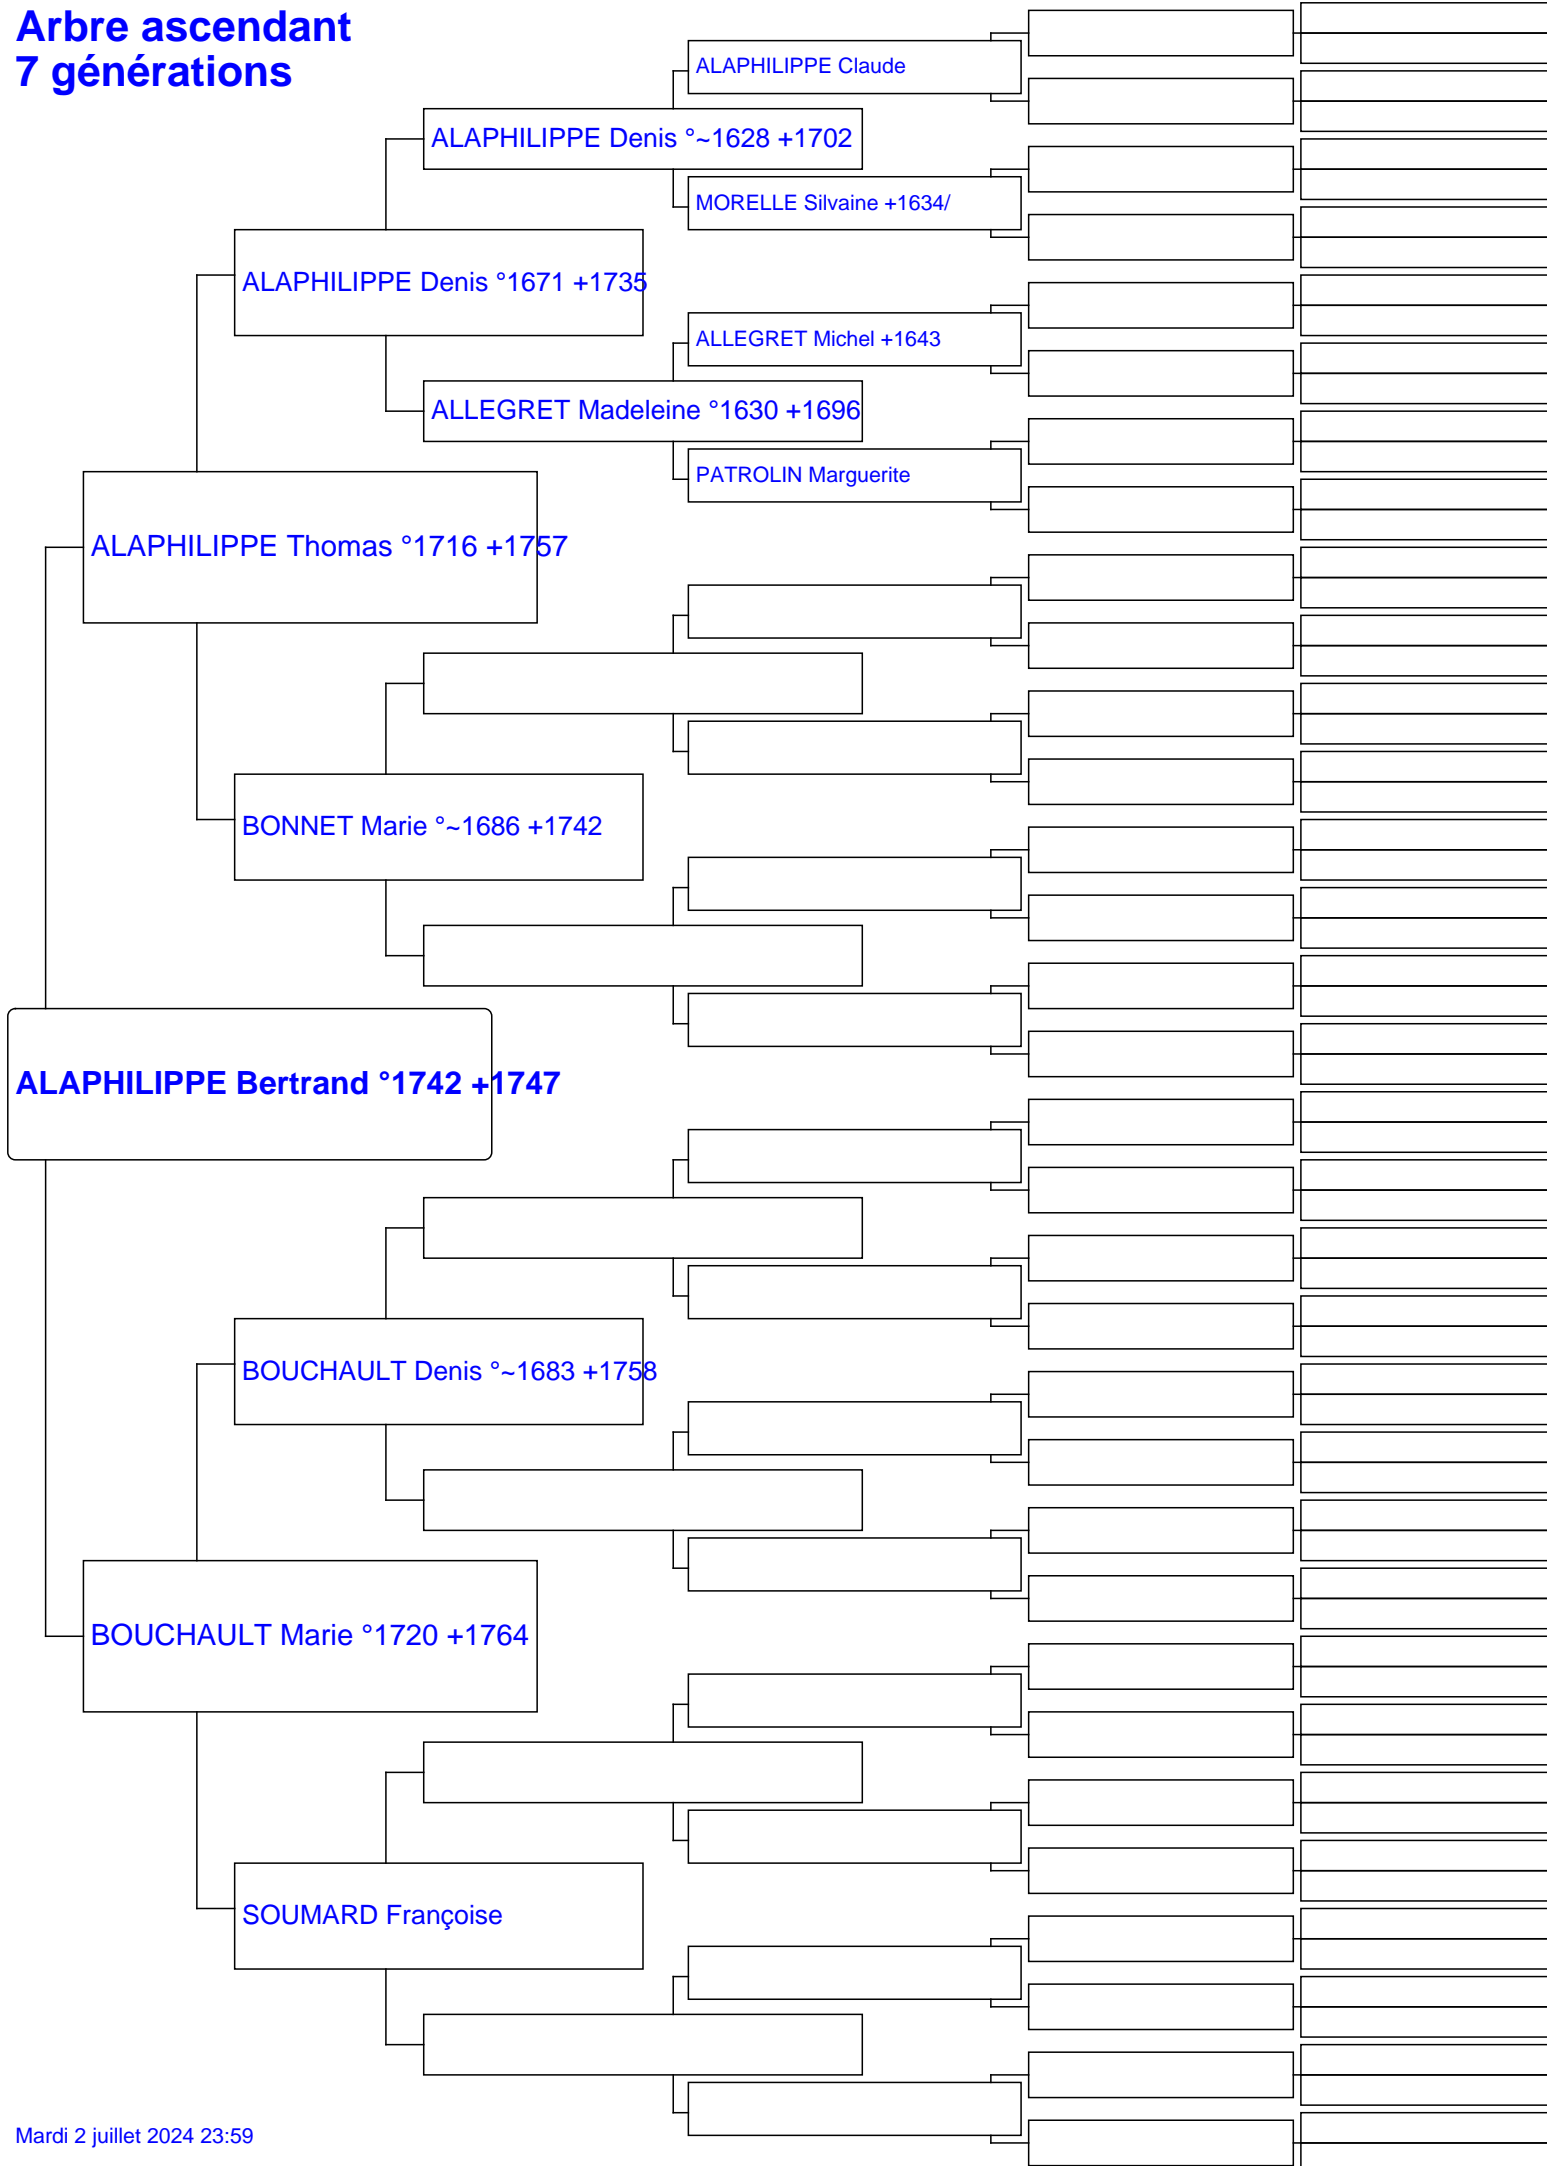 Arbre ascendant
7 générations
ALAPHILIPPE Claude
ALAPHILIPPE Denis °~1628 +1702
MORELLE Silvaine +1634/
ALAPHILIPPE Denis °1671 +1735
ALLEGRET Michel +1643
ALLEGRET Madeleine °1630 +1696
PATROLIN Marguerite
ALAPHILIPPE Thomas °1716 +1757
BONNET Marie °~1686 +1742
ALAPHILIPPE Bertrand °1742 +1747
BOUCHAULT Denis °~1683 +1758
BOUCHAULT Marie °1720 +1764
SOUMARD Françoise
Mardi 2 juillet 2024 23:59